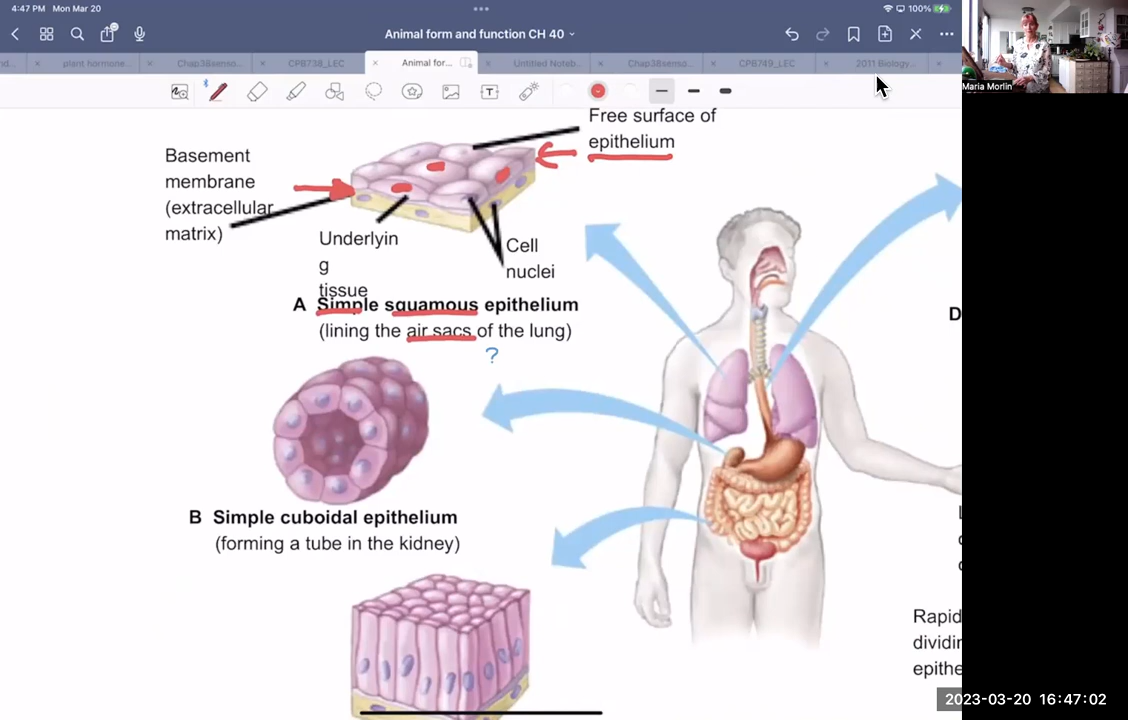 4:47 PM Mon Mar 20
100%
Animal form and function CH 40
nd...
plant hormone...
Chap38senso...
CPB738_LEC
Animal for...
Untitled Noteb...
Chap38senso...
CPB749_LEC
2011 Biology...
T
Maria Morlin
Free surface of
epithelium
Basement
membrane
(extracellular
matrix)
Underlyin
g
tissue
Cell
nuclei
A Simple squamous epithelium
(lining the air sacs of the lung)
?
D
B Simple cuboidal epithelium
(forming a tube in the kidney)
Rapid
dividin
epithe
2023-03-20 16:47:02